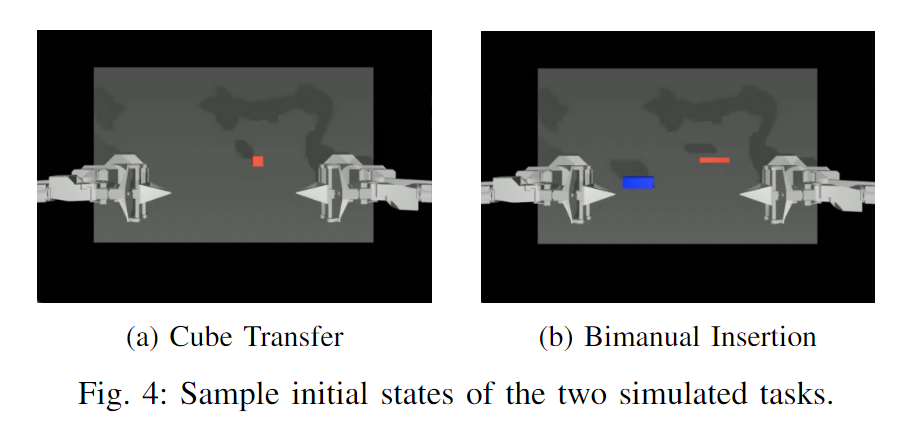 (a) Cube Transfer
(b) Bimanual Insertion
Fig. 4: Sample initial states of the two simulated tasks.